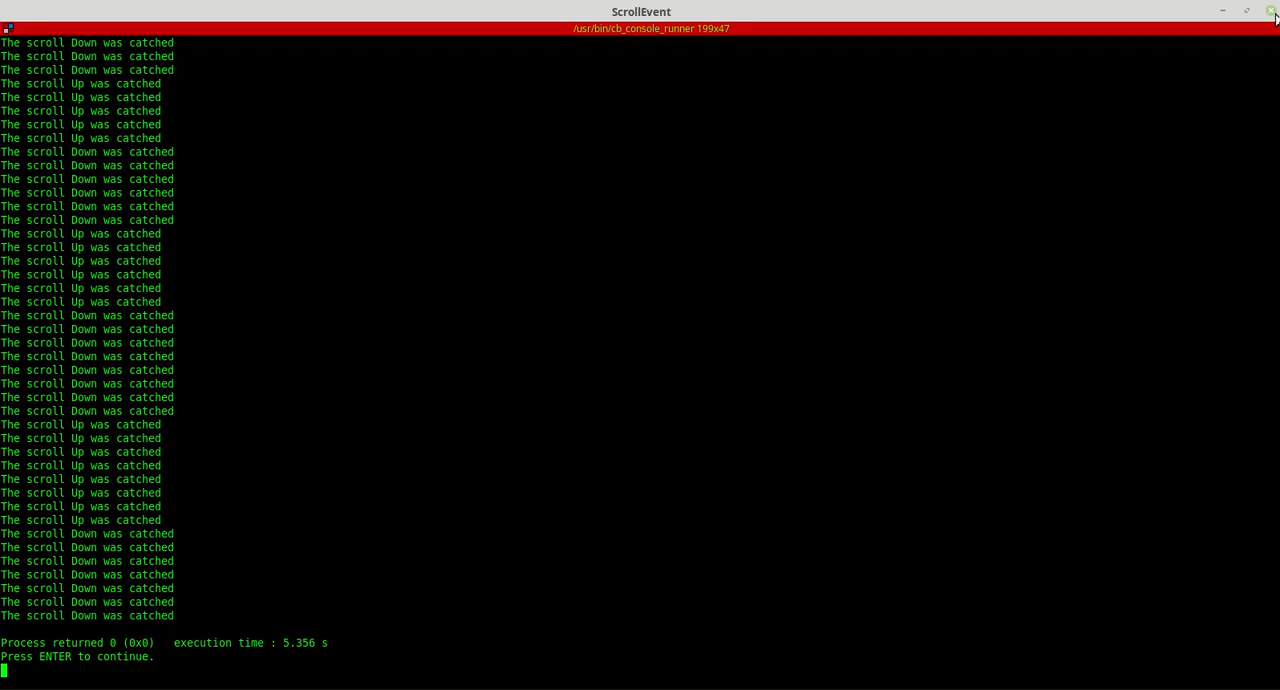 ScrollEvent
/usr/bin/cb_console_runner 199x47
The scroll Down was catched
The scroll Down was catched
The scroll Down was catched
The scroll Up was catched
The scroll Up was catched
The scroll Up was catched
The scroll Up was catched
The scroll Up was catched
The scroll Down was catched
The scroll Down was catched
The scroll Down was catched
The scroll Down was catched
The scroll Down was catched
The scroll Down was catched
The scroll Up was catched
The scroll Up was catched
The scroll Up was catched
The scroll Up was catched
The scroll Up was catched
The scroll Up was catched
The scroll Down was catched
The scroll Down was catched
The scroll Down was catched
The scroll Down was catched
The scroll Down was catched
The scroll Down was catched
The scroll Down was catched
The scroll Down was catched
The scroll Up was catched
The scroll Up was catched
The scroll Up was catched
The scroll Up was catched
The scroll Up was catched
The scroll Up was catched
The scroll Up was catched
The scroll Up was catched
The scroll Down was catched
The scroll Down was catched
The scroll Down was catched
The scroll Down was catched
The scroll Down was catched
The scroll Down was catched
The scroll Down was catched
Process returned 0 (0x0)   execution time : 5.356 s
Press ENTER to continue.